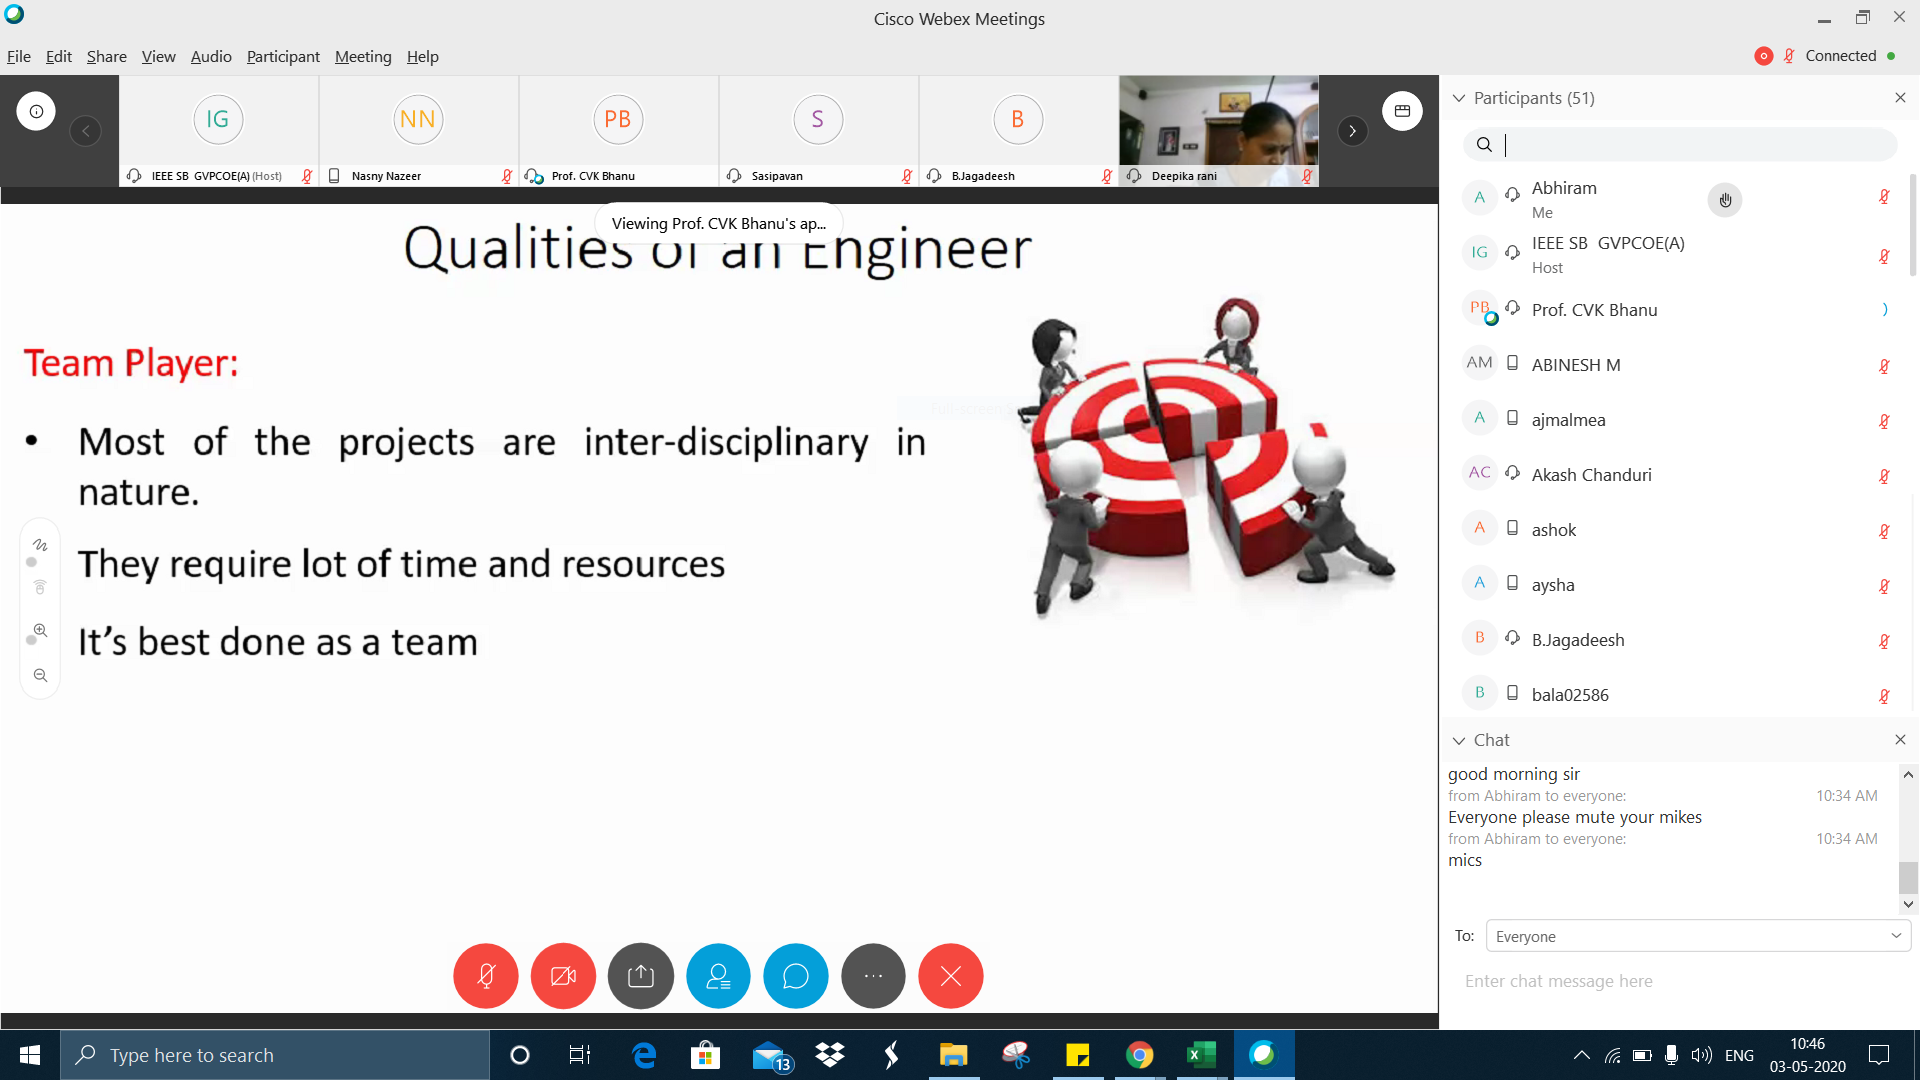 Cisco Webex Meetings
File Edit Share View Audio Participant Meeting Help
Connected
IG
NN
PB
S
B
IEEE SB GVPCOE(A) (Host)
Nasny Nazeer
Prof. CVK Bhanu
Sasipavan
B.Jagadeesh
Deepika rani
Viewing Prof. CVK Bhanu's ap...
Qualities of an Engineer
Team Player:
• Most of the projects are inter-disciplinary in
nature.
They require lot of time and resources
It's best done as a team
Participants (51)
A
Abhiram
Me
IG
IEEE SB GVPCOE(A)
Host
PB
Prof. CVK Bhanu
AM
ABINESH M
A
ajmalmea
AC
Akash Chanduri
A
ashok
A
aysha
B
B.Jagadeesh
B
bala02586
Chat
good morning sir
from Abhiram to everyone: 10:34 AM
Everyone please mute your mikes
from Abhiram to everyone: 10:34 AM
mics
To: Everyone
Enter chat message here
Type here to search
13
ENG
10:46
03-05-2020